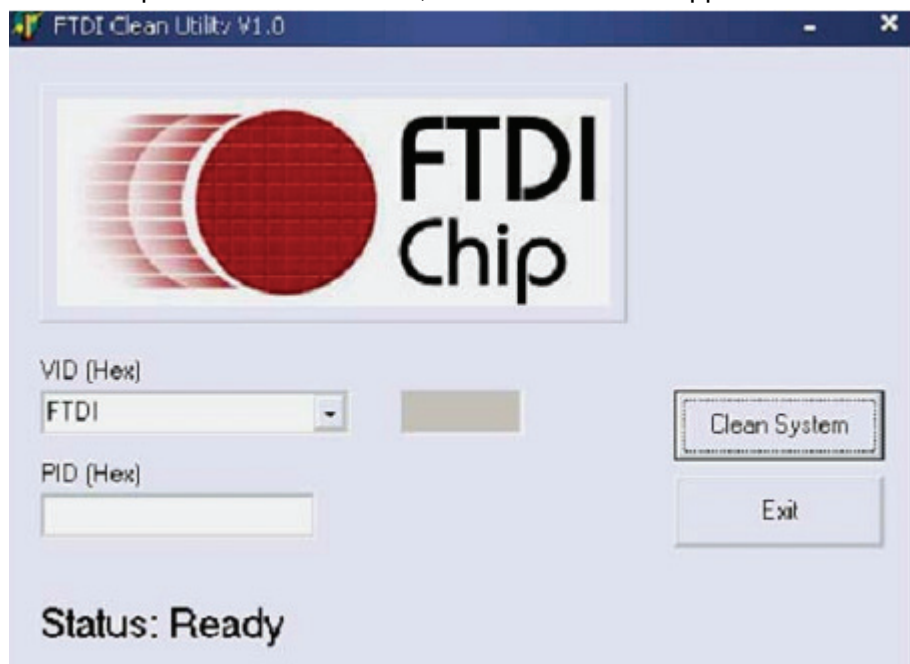 FTDI Clean Utility V1.0
FTDI
Chip
VID (Hex)
FTDI
Clean System
PID (Hex)
Exit
Status: Ready